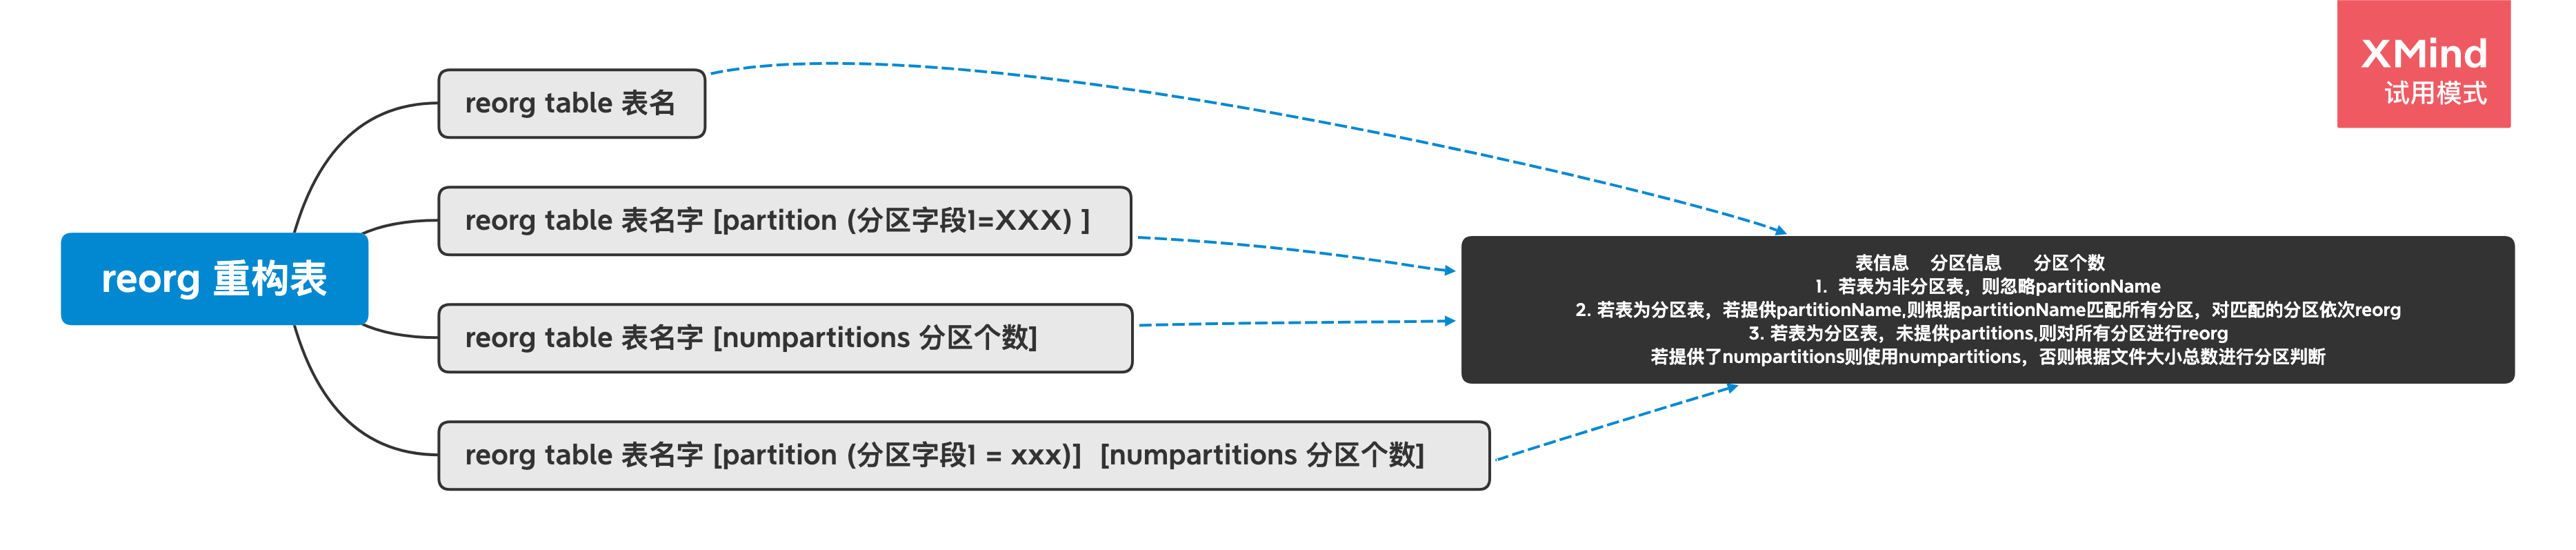 XMind
试用模式
reorg 重构表
reorg table 表名
reorg table 表名字 [partition (分区字段1=XXX) ]
reorg table 表名字 [numpartitions 分区个数]
reorg table 表名字 [partition (分区字段1 = xxx)] [numpartitions 分区个数]
表信息 分区信息 分区个数
1. 若表为非分区表，则忽略partitionName
2. 若表为分区表，若提供partitionName,则根据partitionName匹配所有分区，对匹配的分区依次reorg
3. 若表为分区表，未提供partitions,则对所有分区进行reorg
若提供了numpartitions则使用numpartitions，否则根据文件大小总数进行分区判断